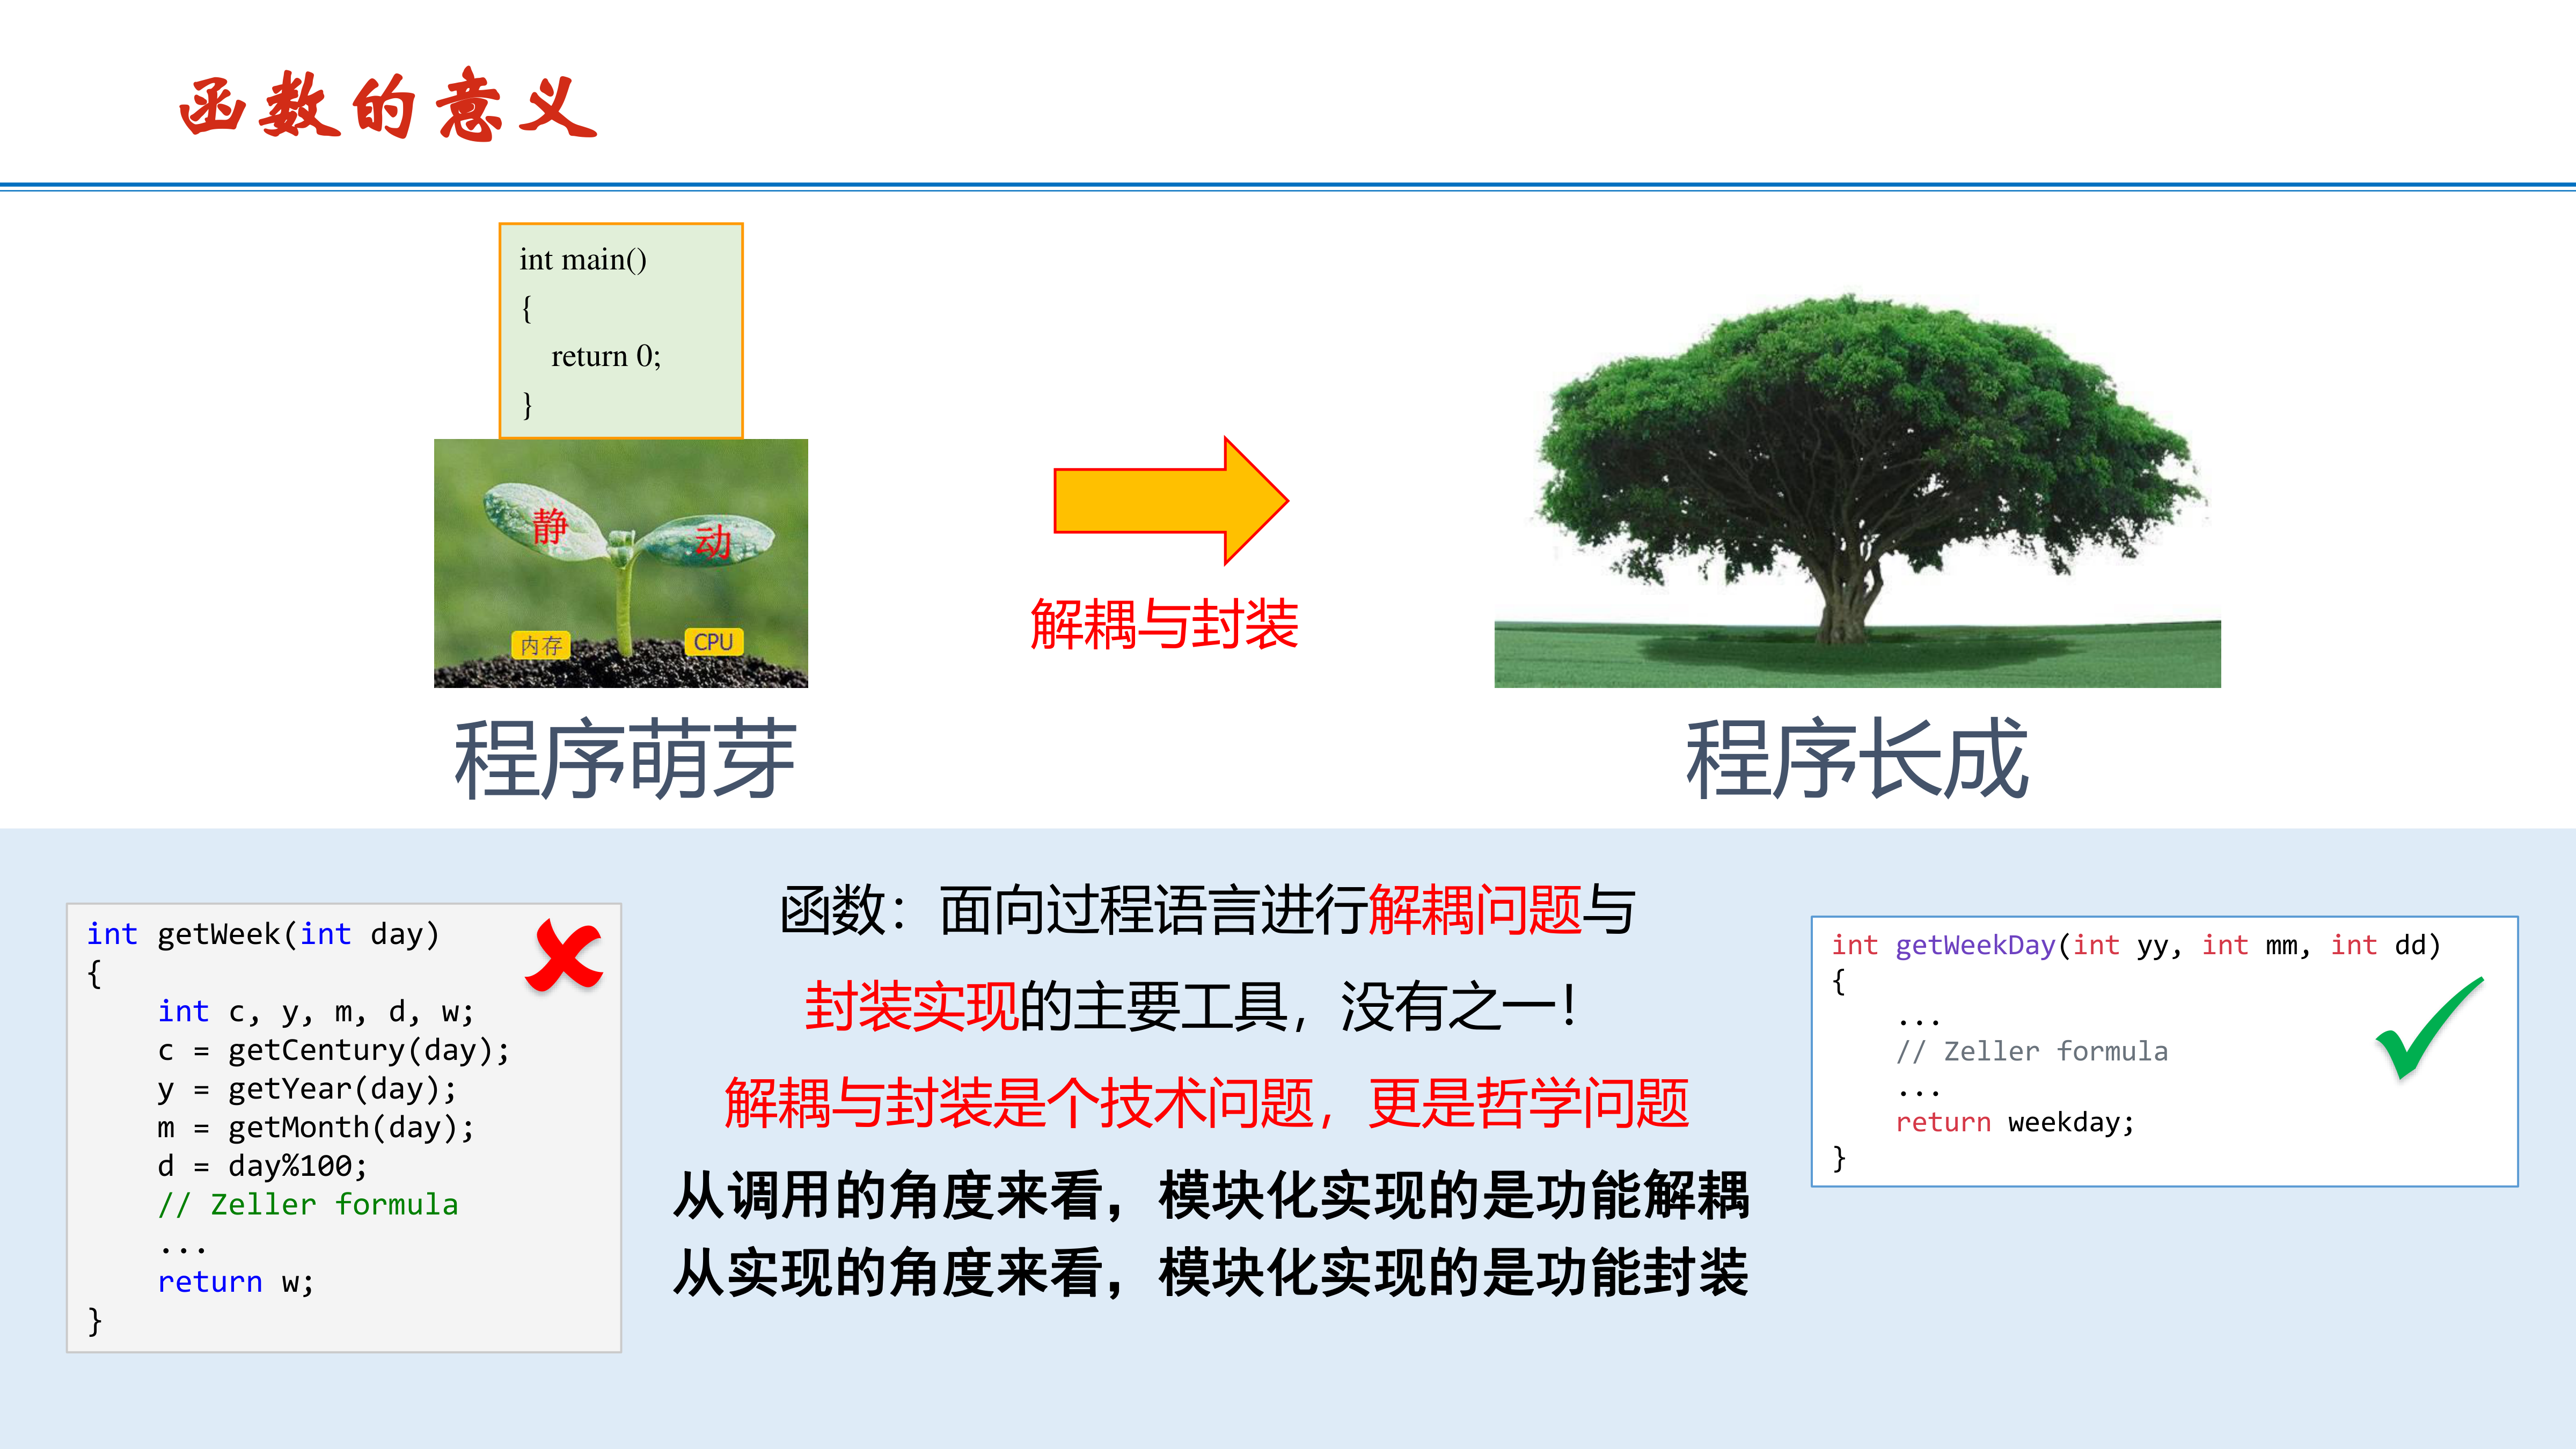 函数的意义
int main()
{
return 0;
}
静
动
内存
CPU
解耦与封装
程序萌芽
程序长成
int getWeek(int day)
{
int c, y, m, d, w;
c = getCentury(day);
y = getYear(day);
m = getMonth(day);
d = day%100;
// Zeller formula
...
return w;
}
函数：面向过程语言进行解耦问题与
封装实现的主要工具，没有之一！
解耦与封装是个技术问题，更是哲学问题
从调用的角度来看，模块化实现的是功能解耦
从实现的角度来看，模块化实现的是功能封装
int getWeekDay(int yy, int mm, int dd)
{
...
// Zeller formula
...
return weekday;
}